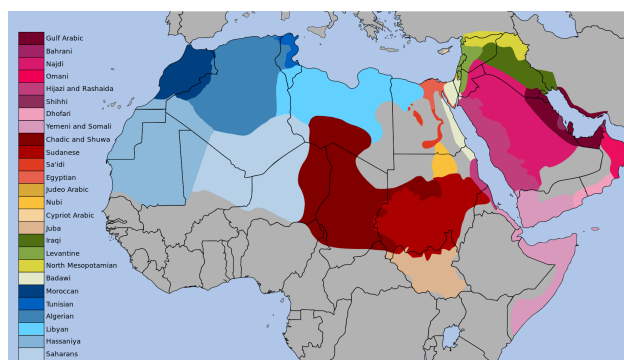 Gulf Arabic
Bahrani
Najdi
Omani
Hijazi and Rashaida
Shihhi
Dhofari
Yemeni and Somali
Chadic and Shuwa
Sudanese
Sa'idi
Egyptian
Judeo Arabic
Nubi
Cypriot Arabic
Juba
Iraqi
Levantine
North Mesopotamian
Badawi
Moroccan
Tunisian
Algerian
Libyan
Hassaniya
Saharans